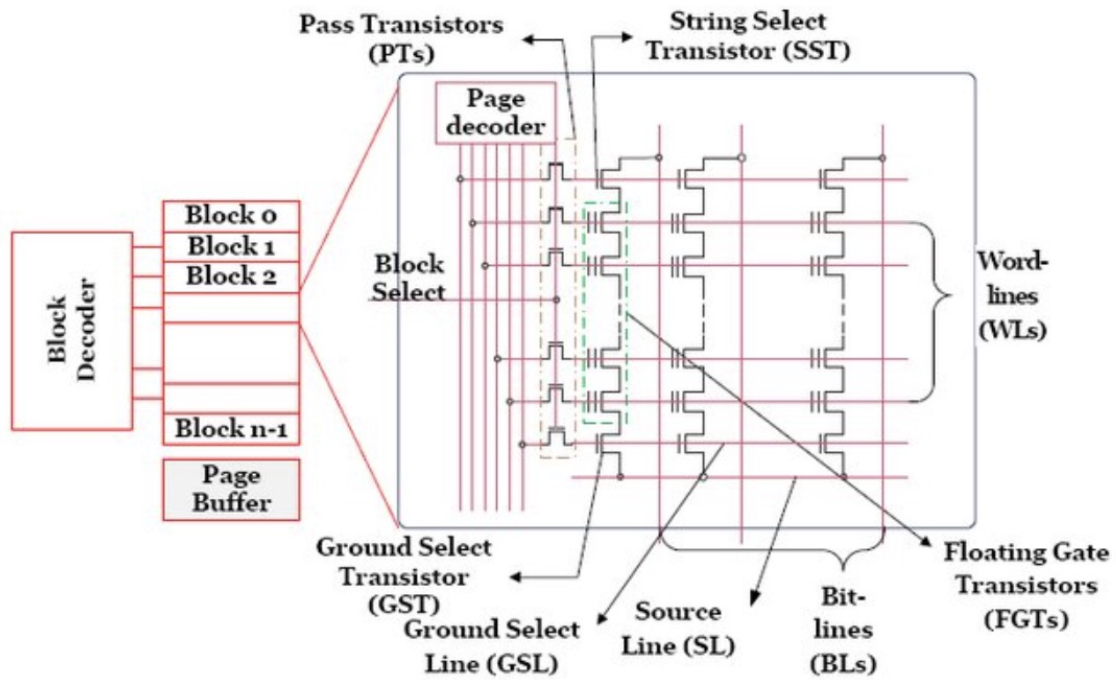 Pass Transistors
(PTs)
String Select
Transistor (SST)
Page
decoder
Block 0
Block 1
Block 2
Block
Decoder
Block n-1
Page
Buffer
Block
Select
Word-
lines
(WLs)
Ground Select
Transistor
(GST)
Ground Select
Line (GSL)
Source
Line (SL)
Bit-
lines
(BLs)
Floating Gate
Transistors
(FGTs)